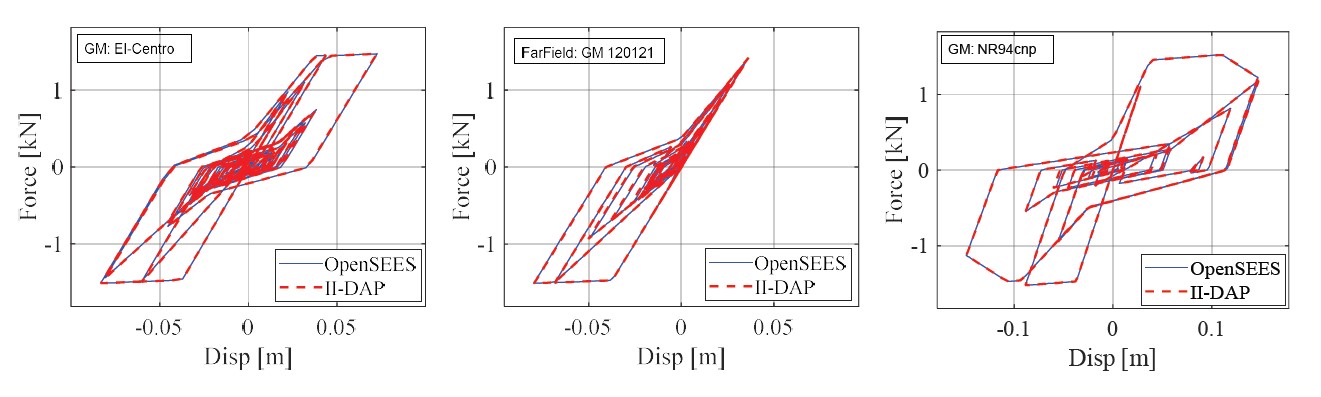 GM: El-Centro
1
0
-1
Force [kN]
-0.05
0
0.05
Disp [m]
OpenSEES
II-DAP
FarField: GM 120121
1
0
-1
Force [kN]
-0.05
0
0.05
Disp [m]
OpenSEES
II-DAP
GM: NR94cnp
1
0
-1
Force [kN]
-0.1
0
0.1
Disp [m]
OpenSEES
II-DAP